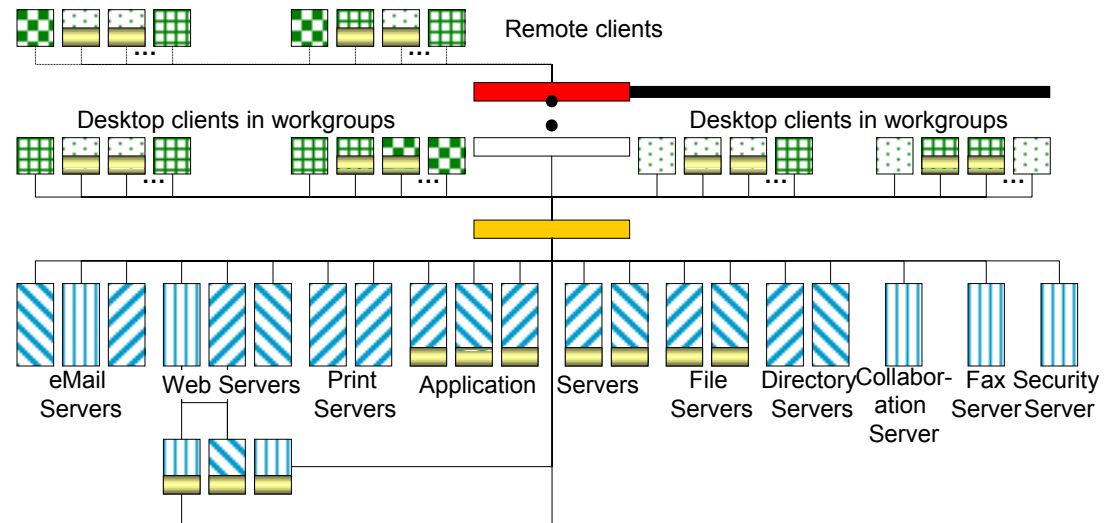 Remote clients
...
...
Desktop clients in workgroups
Desktop clients in workgroups
...
...
...
...
eMail
Servers
Web Servers
Print
Servers
Application
Servers
File
Servers
Directory
Servers
Collabor-
ation
Server
Fax
Server
Security
Server